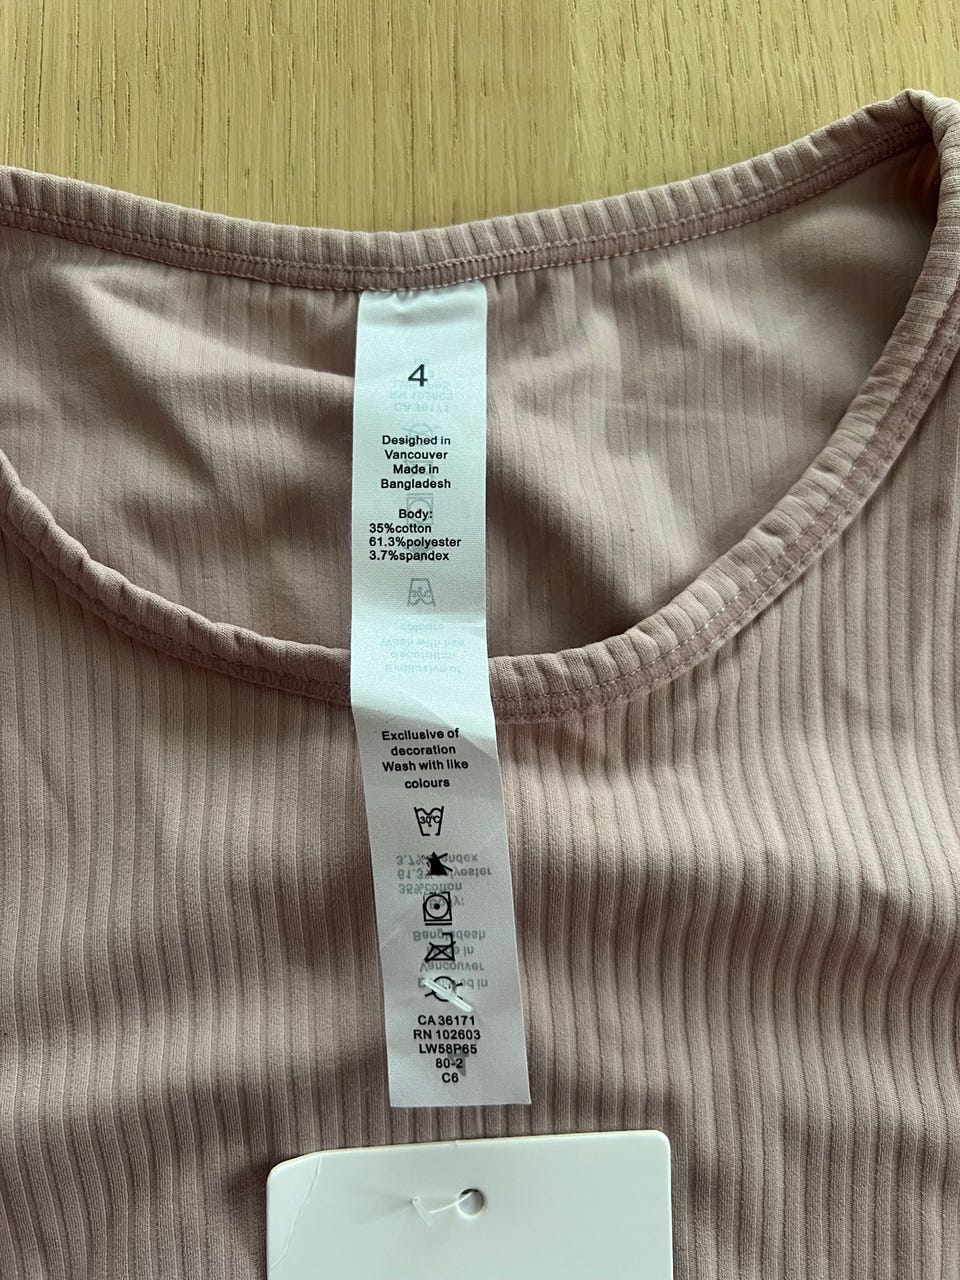 4
Desighed in
Vancouver
Made in
Bangladesh
Body:
35%cotton
61.3%polyester
3.7%spandex
Excllusive of
decoration
Wash with like
colours
30°C
CA 36171
RN 102603
LW58P65
80-2
C6